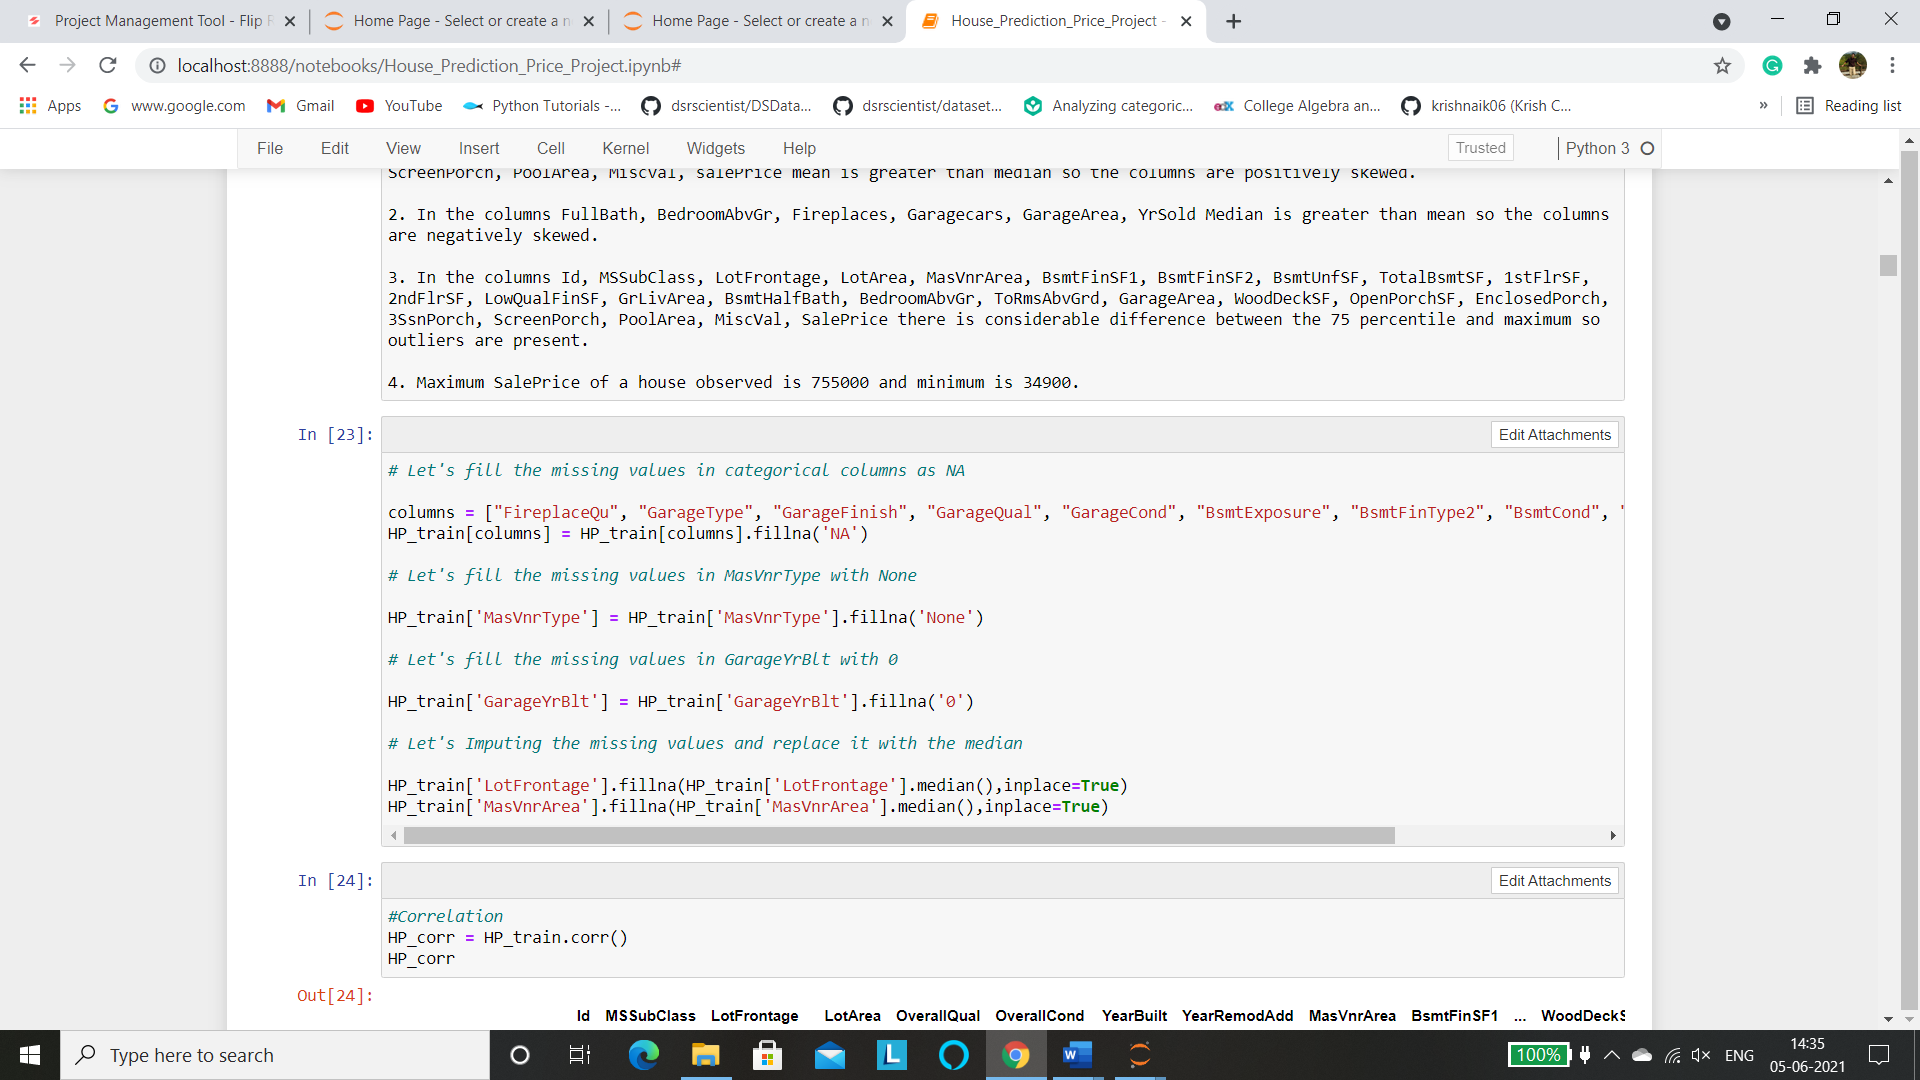 Project Management Tool - Flip R
Home Page - Select or create a n
Home Page - Select or create a n
House_Prediction_Price_Project -
localhost:8888/notebooks/House_Prediction_Price_Project.ipynb#
Apps www.google.com Gmail YouTube Python Tutorials -... dsrscientist/DSData... dsrscientist/dataset... Analyzing categoric... edX College Algebra an... krishnaik06 (Krish C... » Reading list
File Edit View Insert Cell Kernel Widgets Help Trusted Python 3
ScreenPorch, PoolArea, MiscVal, salePrice mean is greater than median so the columns are positively skewed.
2. In the columns FullBath, BedroomAbvGr, Fireplaces, Garagecars, GarageArea, YrSold Median is greater than mean so the columns
are negatively skewed.
3. In the columns Id, MSSubClass, LotFrontage, LotArea, MasVnrArea, BsmtFinSF1, BsmtFinSF2, BsmtUnfSF, TotalBsmtSF, 1stFlrSF,
2ndFlrSF, LowQualFinSF, GrLivArea, BsmtHalfBath, BedroomAbvGr, ToRmsAbvGrd, GarageArea, WoodDeckSF, OpenPorchSF, EnclosedPorch,
3SsnPorch, ScreenPorch, PoolArea, MiscVal, SalePrice there is considerable difference between the 75 percentile and maximum so
outliers are present.
4. Maximum SalePrice of a house observed is 755000 and minimum is 34900.
In [23]:
Edit Attachments
# Let's fill the missing values in categorical columns as NA
columns = ["FireplaceQu", "GarageType", "GarageFinish", "GarageQual", "GarageCond", "BsmtExposure", "BsmtFinType2", "BsmtCond", "
HP_train[columns] = HP_train[columns].fillna('NA')
# Let's fill the missing values in MasVnrType with None
HP_train['MasVnrType'] = HP_train['MasVnrType'].fillna('None')
# Let's fill the missing values in GarageYrBlt with 0
HP_train['GarageYrBlt'] = HP_train['GarageYrBlt'].fillna('0')
# Let's Imputing the missing values and replace it with the median
HP_train['LotFrontage'].fillna(HP_train['LotFrontage'].median(),inplace=True)
HP_train['MasVnrArea'].fillna(HP_train['MasVnrArea'].median(),inplace=True)
In [24]:
Edit Attachments
#Correlation
HP_corr = HP_train.corr()
HP_corr
Out[24]:
Id MSSubClass LotFrontage LotArea OverallQual OverallCond YearBuilt YearRemodAdd MasVnrArea BsmtFinSF1 ... WoodDeckS
Type here to search
100%
ENG
14:35
05-06-2021